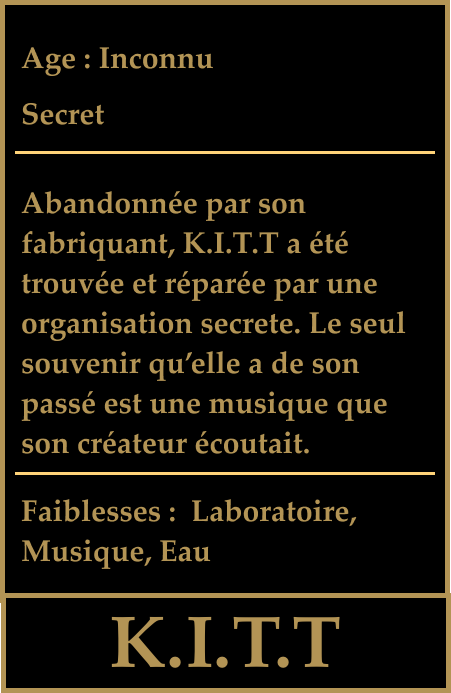 Age : Inconnu
Secret
Abandonnée par son
fabriquant, K.I.T.T a été
trouvée et réparée par une
organisation secrete. Le seul
souvenir qu’elle a de son
passé est une musique que
son créateur écoutait.
Faiblesses :  Laboratoire,
Musique, Eau
K.I.T.T